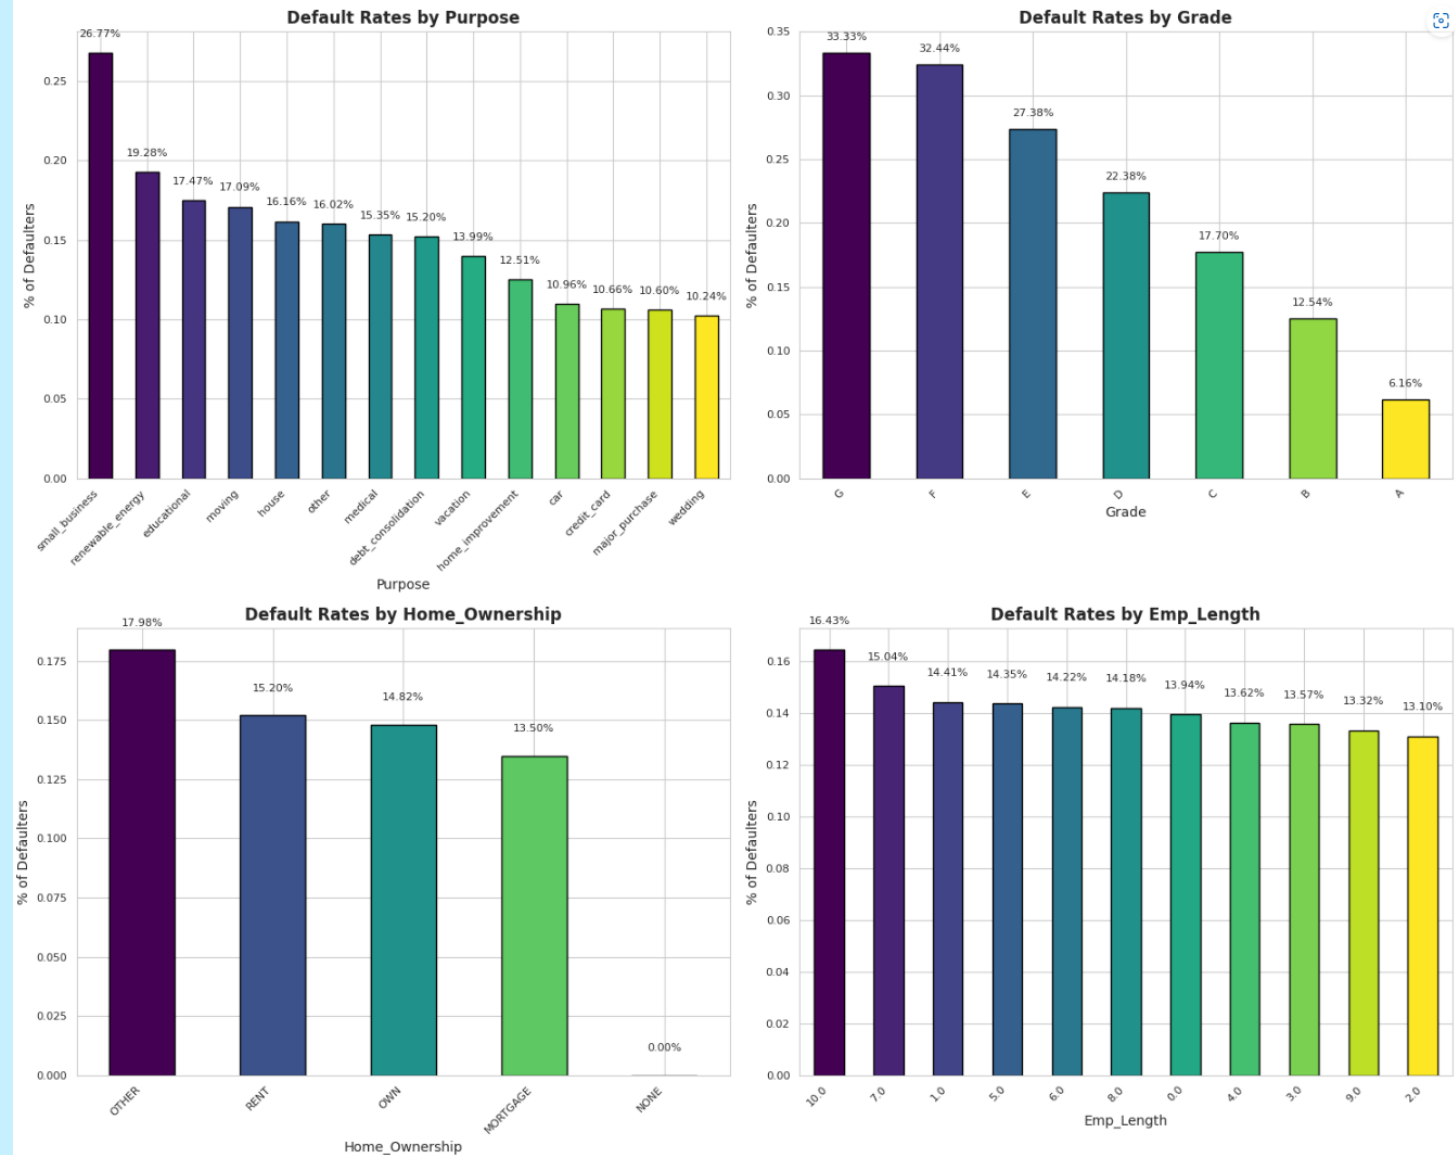 Default Rates by Purpose
26.77%
19.28%
17.47%
17.09%
16.16%
16.02%
15.35%
15.20%
13.99%
12.51%
10.96%
10.66%
10.60%
10.24%
0.25
0.20
0.15
0.10
0.05
0.00
% of Defaulters
small_business
renewable_energy
educational
moving
house
other
medical
debt_consolidation
vacation
home_improvement
car
credit_card
major_purchase
wedding
Purpose
Default Rates by Grade
33.33%
32.44%
27.38%
22.38%
17.70%
12.54%
6.16%
0.35
0.30
0.25
0.20
0.15
0.10
0.05
0.00
% of Defaulters
G
F
E
D
C
B
A
Grade
Default Rates by Home_Ownership
17.98%
15.20%
14.82%
13.50%
0.00%
0.175
0.150
0.125
0.100
0.075
0.050
0.025
0.000
% of Defaulters
OTHER
RENT
OWN
MORTGAGE
NONE
Home_Ownership
Default Rates by Emp_Length
16.43%
15.04%
14.41%
14.35%
14.22%
14.18%
13.94%
13.62%
13.57%
13.32%
13.10%
0.16
0.14
0.12
0.10
0.08
0.06
0.04
0.02
0.00
% of Defaulters
10.0
7.0
1.0
5.0
6.0
8.0
0.0
4.0
3.0
9.0
2.0
Emp_Length